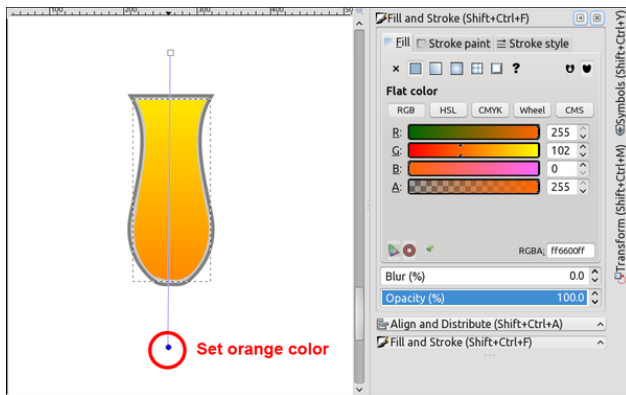 100 200 300 400 50
Fill and Stroke (Shift+Ctrl+F)
Fill Stroke paint Stroke style
?
Flat color
RGB HSL CMYK Wheel CMS
R: 255
G: 102
B: 0
A: 255
RGBA: ff6600ff
Blur (%) 0.0
Opacity (%) 100.0
Align and Distribute (Shift+Ctrl+A)
Fill and Stroke (Shift+Ctrl+F)
Set orange color
Symbols (Shift+Ctrl+Y)
Transform (Shift+Ctrl+M)